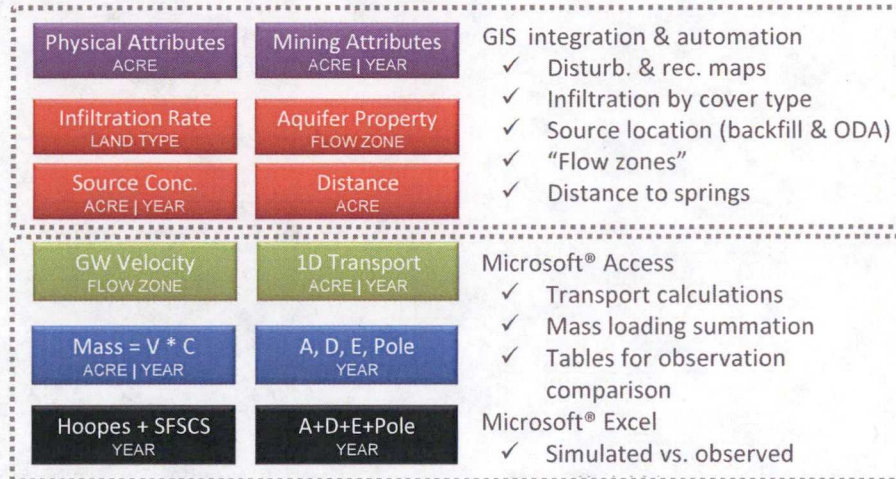 Physical Attributes
ACRE
Mining Attributes
ACRE | YEAR
Infiltration Rate
LAND TYPE
Aquifer Property
FLOW ZONE
Source Conc.
ACRE | YEAR
Distance
ACRE
GIS integration & automation
✓ Disturb. & rec. maps
✓ Infiltration by cover type
✓ Source location (backfill & ODA)
✓ “Flow zones”
✓ Distance to springs
GW Velocity
FLOW ZONE
1D Transport
ACRE | YEAR
Mass = V * C
ACRE | YEAR
A, D, E, Pole
YEAR
Hoopes + SFSCS
YEAR
A+D+E+Pole
YEAR
Microsoft® Access
✓ Transport calculations
✓ Mass loading summation
✓ Tables for observation
comparison
Microsoft® Excel
✓ Simulated vs. observed